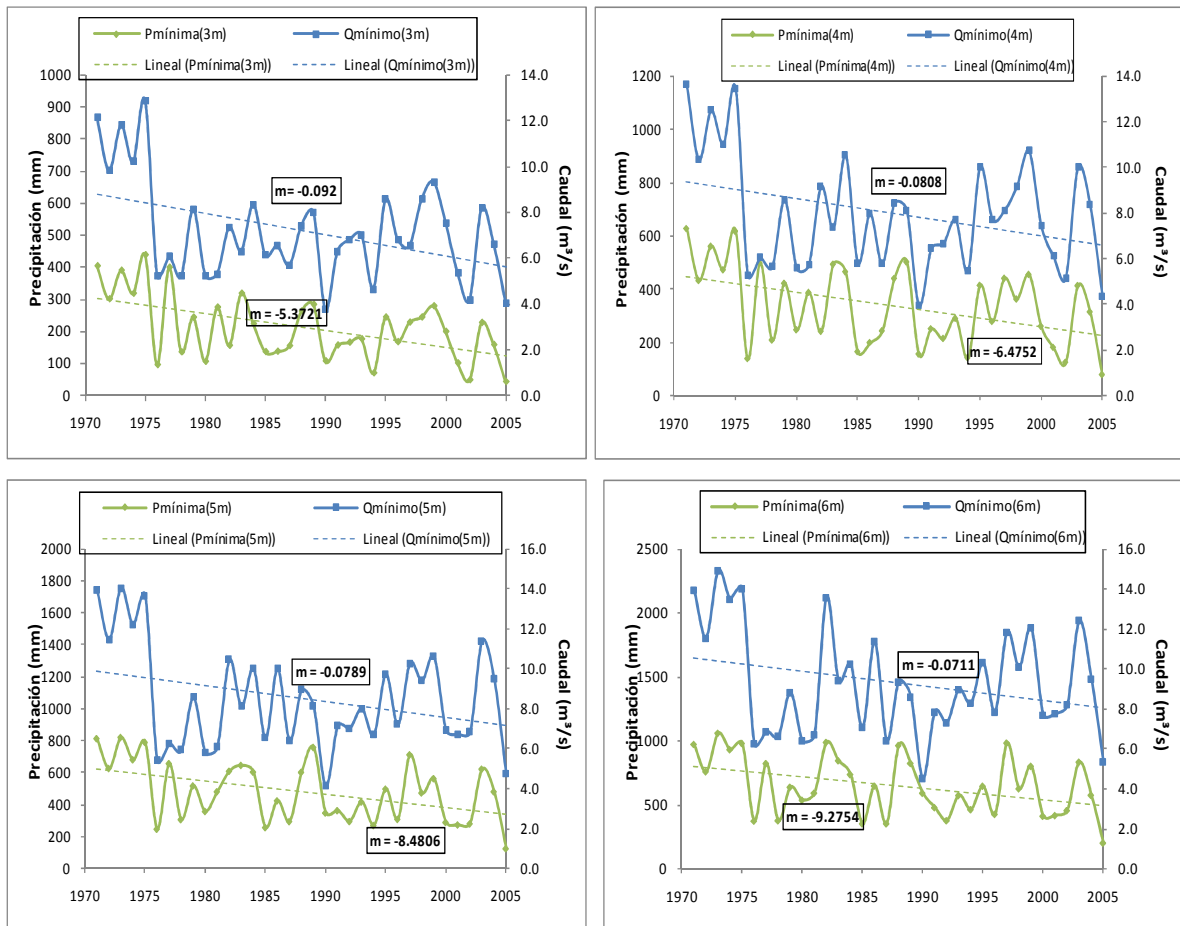 Pmínima(3m) Qmínimo(3m)
Lineal (Pmínima(3m)) Lineal (Qmínimo(3m))
Precipitación (mm)
1000
900
800
700
600
500
400
300
200
100
0
14.0
12.0
10.0
8.0
6.0
4.0
2.0
0.0
Caudal (m³/s)
m= -0.092
m = -5.3721
1970 1975 1980 1985 1990 1995 2000 2005
Pmínima(4m) Qmínimo(4m)
Lineal (Pmínima(4m)) Lineal (Qmínimo(4m))
Precipitación (mm)
1200
1000
800
600
400
200
0
14.0
12.0
10.0
8.0
6.0
4.0
2.0
0.0
Caudal (m³/s)
m = -0.0808
m = -6.4752
1970 1975 1980 1985 1990 1995 2000 2005
Pmínima(5m) Qmínimo(5m)
Lineal (Pmínima(5m)) Lineal (Qmínimo(5m))
Precipitación (mm)
2000
1800
1600
1400
1200
1000
800
600
400
200
0
16.0
14.0
12.0
10.0
8.0
6.0
4.0
2.0
0.0
Caudal (m³/s)
m = -0.0789
m = -8.4806
1970 1975 1980 1985 1990 1995 2000 2005
Pmínima(6m) Qmínimo(6m)
Lineal (Pmínima(6m)) Lineal (Qmínimo(6m))
Precipitación (mm)
2500
2000
1500
1000
500
0
16.0
14.0
12.0
10.0
8.0
6.0
4.0
2.0
0.0
Caudal (m³/s)
m = -0.0711
m = -9.2754
1970 1975 1980 1985 1990 1995 2000 2005